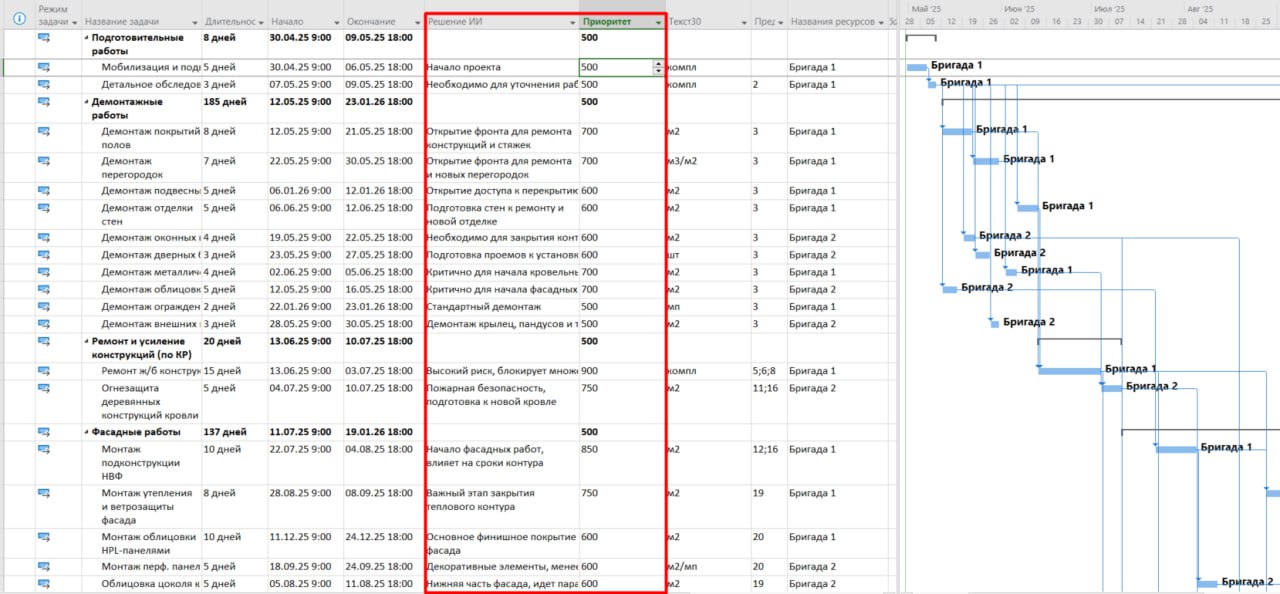 Режим задачи Название задачи Длительнос Начало Окончание Решение ИИ Приоритет Текст30 Пред Названия ресурсов
Май '25 Июн '25 Июл '25 Авг '25
28 05 12 19 26 02 09 16 23 30 07 14 21 28 04 11 18 25
Подготовительные работы 8 дней 30.04.25 9:00 09.05.25 18:00 500
Мобилизация и под 5 дней 30.04.25 9:00 06.05.25 18:00 Начало проекта 500 компл Бригада 1
Бригада 1
Детальное обследов 3 дней 07.05.25 9:00 09.05.25 18:00 Необходимо для уточнения раб 500 компл 2 Бригада 1
Бригада 1
Демонтажные работы 185 дней 12.05.25 9:00 23.01.26 18:00 500
Демонтаж покрытий полов 8 дней 12.05.25 9:00 21.05.25 18:00 Открытие фронта для ремонта конструкций и стяжек 700 м2 3 Бригада 1
Бригада 1
Демонтаж перегородок 7 дней 22.05.25 9:00 30.05.25 18:00 Открытие фронта для ремонта и новых перегородок 700 м3/м2 3 Бригада 1
Бригада 1
Демонтаж подвесны 5 дней 06.01.26 9:00 12.01.26 18:00 Открытие доступа к перекрытик 600 м2 3 Бригада 1
Демонтаж отделки стен 5 дней 06.06.25 9:00 12.06.25 18:00 Подготовка стен к ремонту и новой отделке 600 м2 3 Бригада 1
Бригада 1
Демонтаж оконных 4 дней 19.05.25 9:00 22.05.25 18:00 Необходимо для закрытия конт 600 м2 3 Бригада 2
Бригада 2
Демонтаж дверных 3 дней 23.05.25 9:00 27.05.25 18:00 Подготовка проемов к установк 600 шт 3 Бригада 2
Бригада 2
Демонтаж металлич 4 дней 02.06.25 9:00 05.06.25 18:00 Критично для начала кровельн 700 м2 3 Бригада 1
Бригада 1
Демонтаж облицовк 5 дней 12.05.25 9:00 16.05.25 18:00 Критично для начала фасадных 700 м2 3 Бригада 2
Бригада 2
Демонтаж огражден 2 дней 22.01.26 9:00 23.01.26 18:00 Стандартный демонтаж 500 мп 3 Бригада 1
Демонтаж внешних 3 дней 28.05.25 9:00 30.05.25 18:00 Демонтаж крылец, пандусов и т 500 м2 3 Бригада 2
Бригада 2
Ремонт и усиление конструкций (по КР) 20 дней 13.06.25 9:00 10.07.25 18:00 500
Ремонт ж/б конструк 15 дней 13.06.25 9:00 03.07.25 18:00 Высокий риск, блокирует множе 900 компл 5;6;8 Бригада 1
Бригада 1
Огнезащита деревянных конструкций кровли 5 дней 04.07.25 9:00 10.07.25 18:00 Пожарная безопасность, подготовка к новой кровле 750 м2 11;16 Бригада 2
Бригада 2
Фасадные работы 137 дней 11.07.25 9:00 19.01.26 18:00 500
Монтаж подконструкции НВФ 10 дней 22.07.25 9:00 04.08.25 18:00 Начало фасадных работ, влияет на сроки контура 850 м2 12;16 Бригада 1
Бригада 1
Монтаж утепления и ветрозащиты фасада 8 дней 28.08.25 9:00 08.09.25 18:00 Важный этап закрытия теплового контура 750 м2 19 Бригада 1
Монтаж облицовки HPL-панелями 10 дней 11.12.25 9:00 24.12.25 18:00 Основное финишное покрытие фасада 600 м2 20 Бригада 1
Монтаж перф. панел 5 дней 18.09.25 9:00 24.09.25 18:00 Декоративные элементы, менее 600 м2/мп 20 Бригада 2
Облицовка цоколя к 5 дней 05.08.25 9:00 11.08.25 18:00 Нижняя часть фасада, идет пара 600 м2 19 Бригада 2
Бригада 2